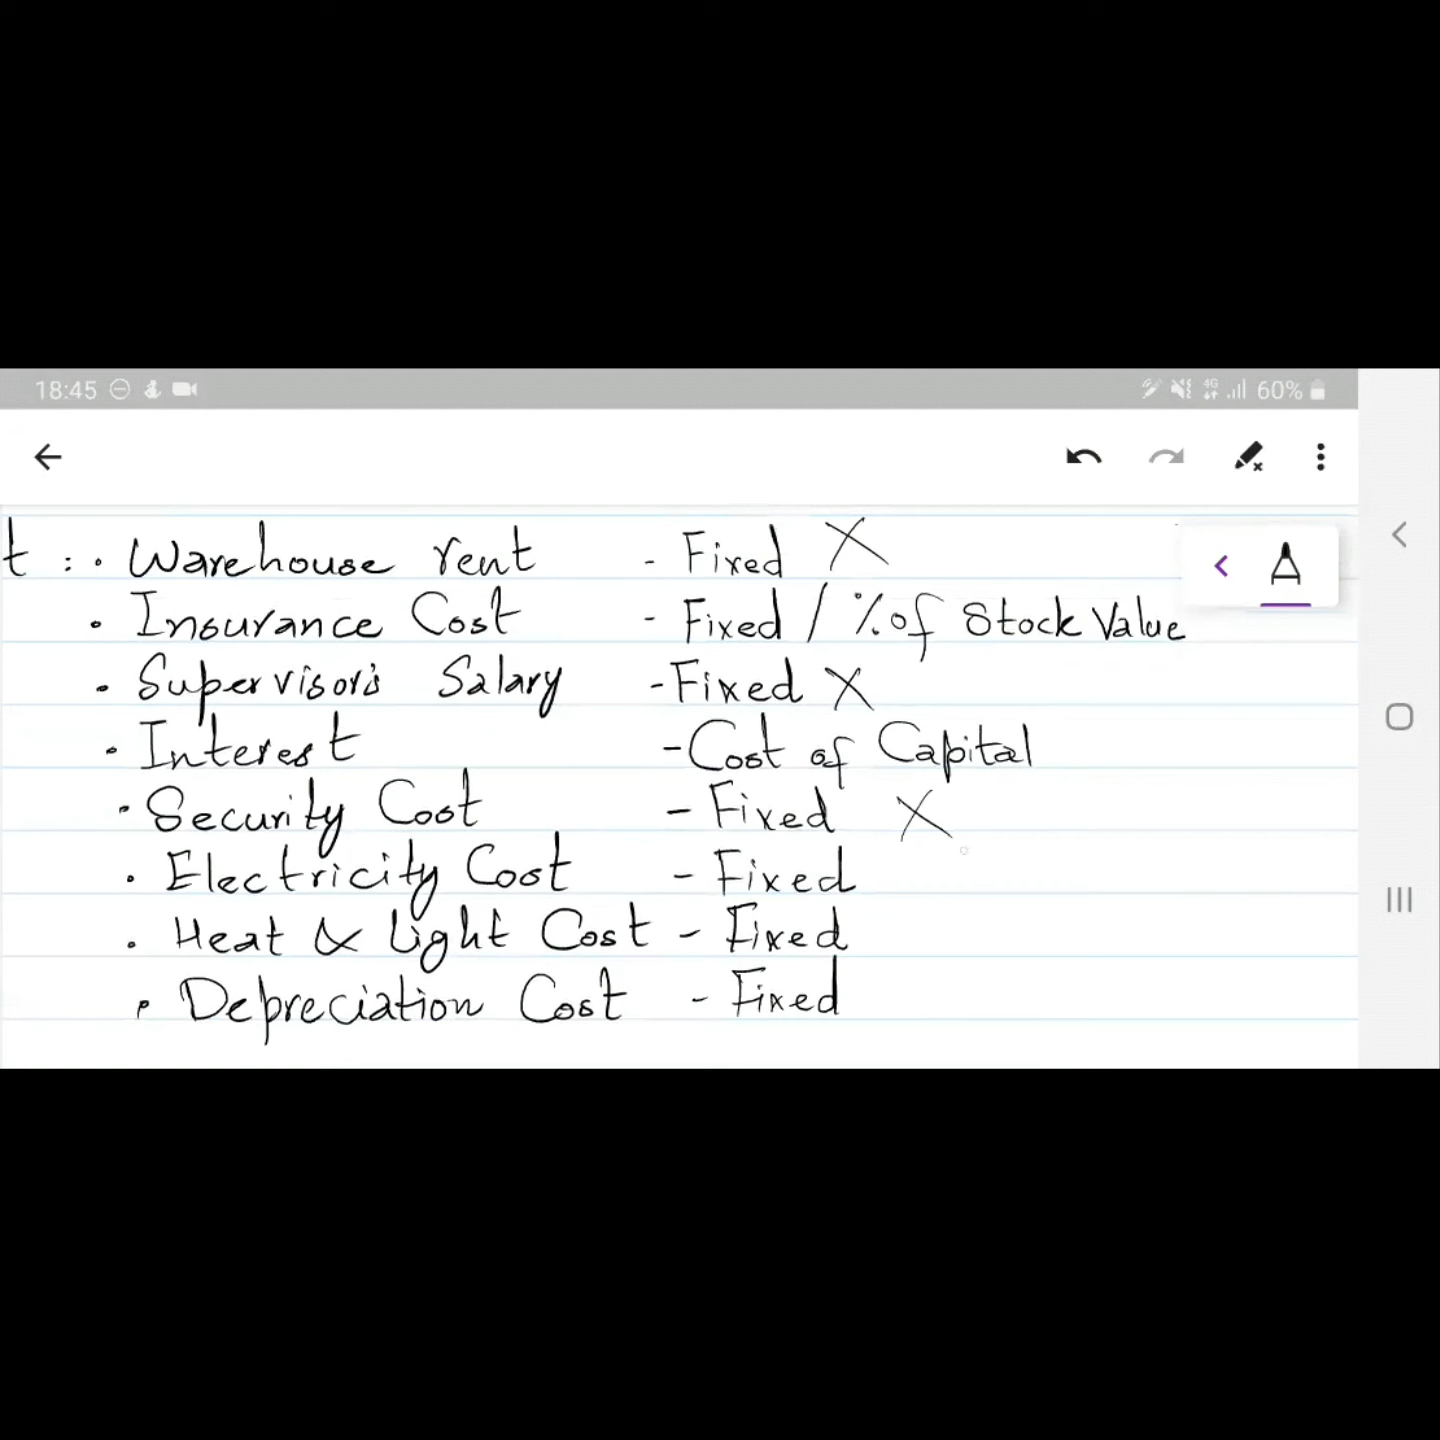 18:45 4G 60%
t : . Warehouse rent - Fixed X
. Insurance Cost - Fixed / % of Stock Value
. Supervisor's Salary - Fixed X
. Interest - Cost of Capital
. Security Cost - Fixed X
. Electricity Cost - Fixed
. Heat & Light Cost - Fixed
. Depreciation Cost - Fixed